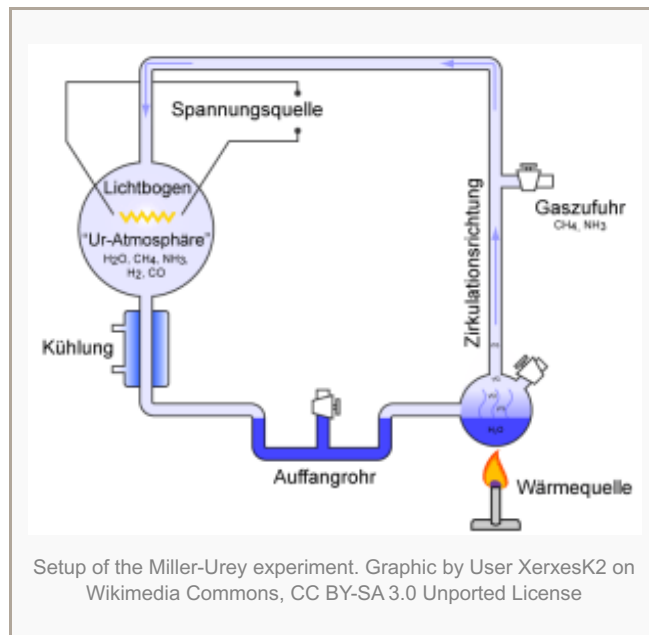 Spannungsquelle
Lichtbogen
"Ur-Atmosphäre"
H₂O, CH₄, NH₃,
H₂, CO
Zirkulationsrichtung
Gaszufuhr
CH₄, NH₃
Kühlung
H₂O
Auffangrohr
Wärmequelle
Setup of the Miller-Urey experiment. Graphic by User XerxesK2 on
Wikimedia Commons, CC BY-SA 3.0 Unported License